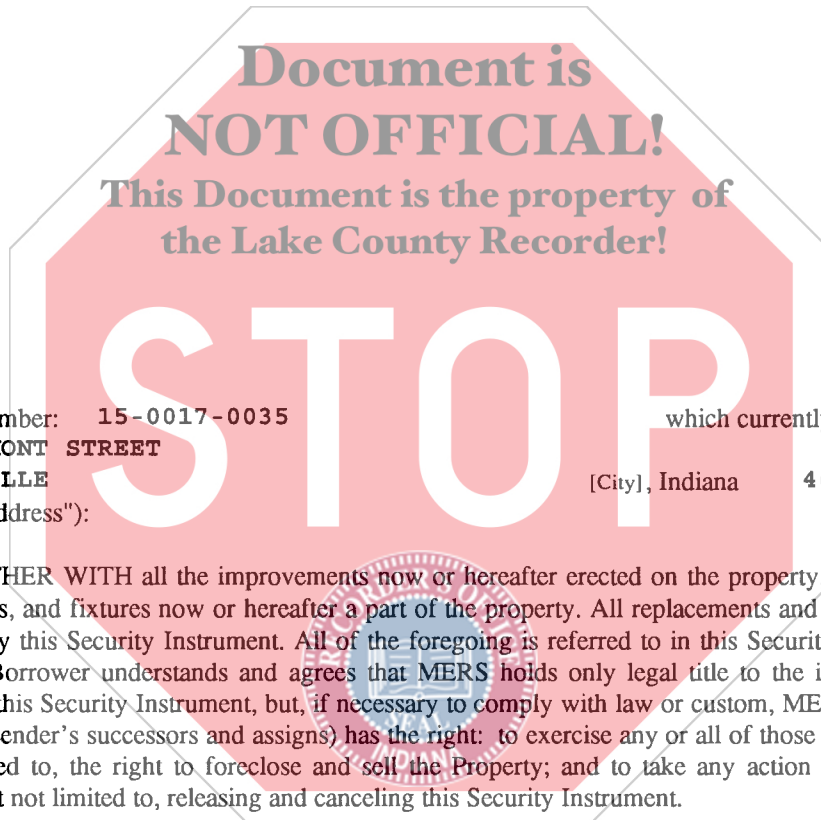 Document is
NOT OFFICIAL!
This Document is the property of
the Lake County Recorder!
STOP
mber: 15-0017-0035 which currentl
ONT STREET
LLE [City], Indiana 4
ddress"):
HER WITH all the improvements now or hereafter erected on the property
s, and fixtures now or hereafter a part of the property. All replacements and
y this Security Instrument. All of the foregoing is referred to in this Securit
Borrower understands and agrees that MERS holds only legal title to the i
this Security Instrument, but, if necessary to comply with law or custom, ME
ender's successors and assigns) has the right: to exercise any or all of those
ed to, the right to foreclose and sell the Property; and to take any action
t not limited to, releasing and canceling this Security Instrument.
RECORDER'S OFFICE
SEAL
INDIANA